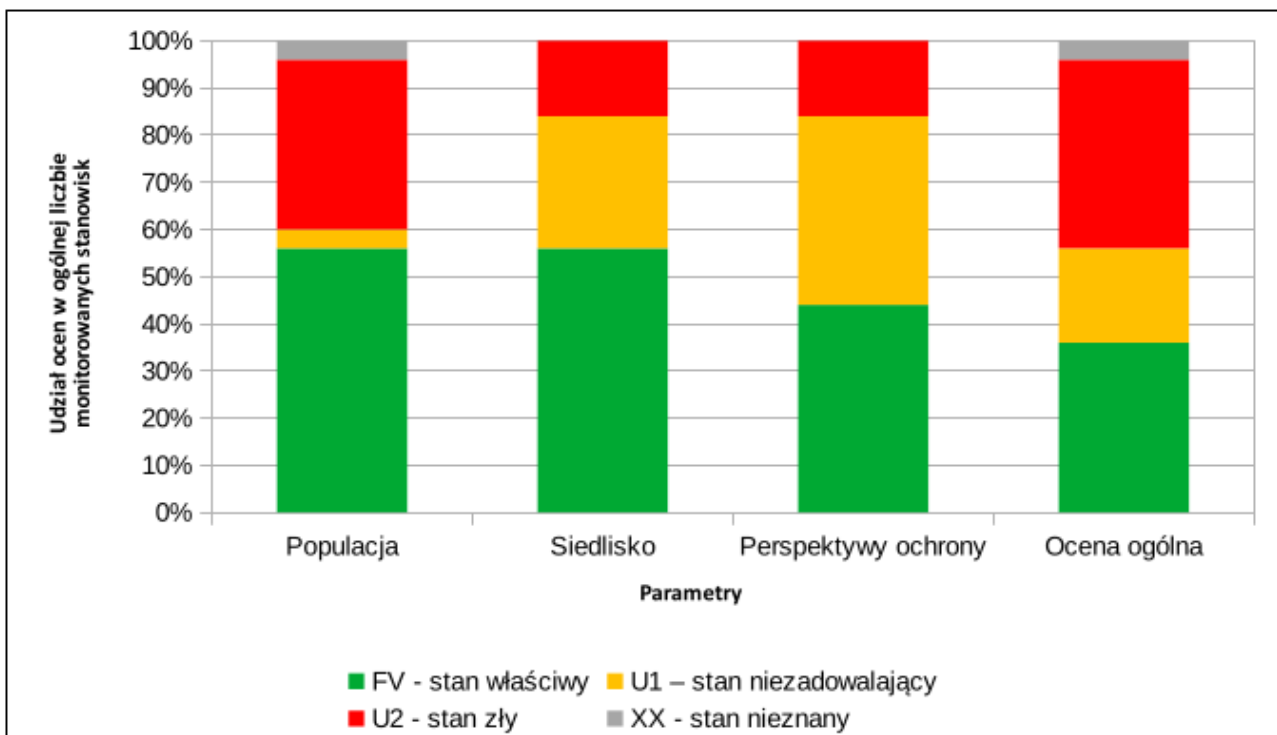 Udział ocen w ogólnej liczbie
monitorowanych stanowisk
100%
90%
80%
70%
60%
50%
40%
30%
20%
10%
0%
Populacja
Siedlisko
Perspektywy ochrony
Ocena ogólna
Parametry
FV - stan właściwy
U1 – stan niezadowalający
U2 - stan zły
XX - stan nieznany